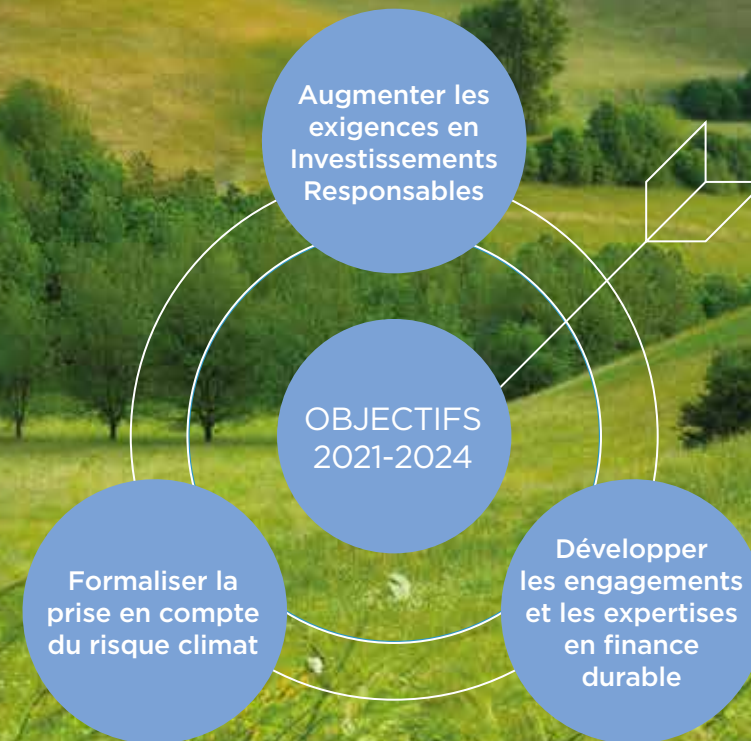 Augmenter les
exigences en
Investissements
Responsables
OBJECTIFS
2021-2024
Formaliser la
prise en compte
du risque climat
Développer
les engagements
et les expertises
en finance
durable